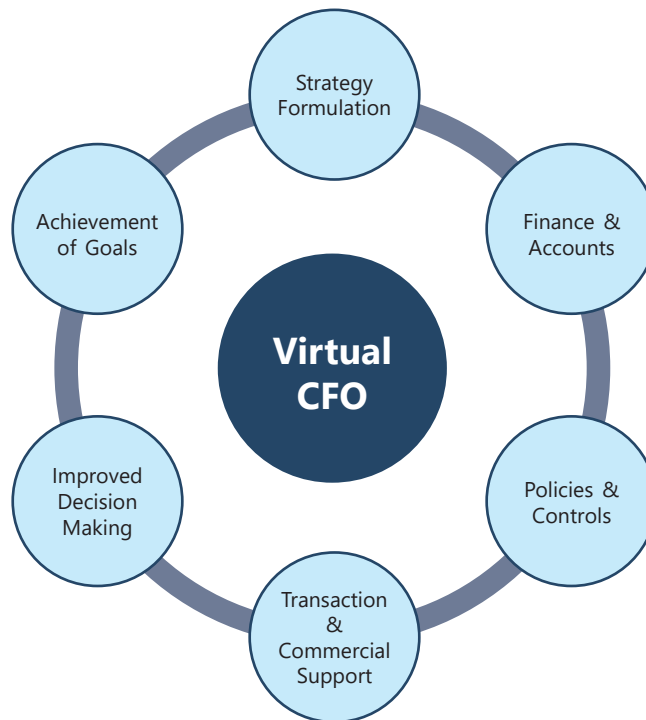 Strategy
Formulation
Finance &
Accounts
Policies &
Controls
Transaction
&
Commercial
Support
Improved
Decision
Making
Achievement
of Goals
Virtual
CFO